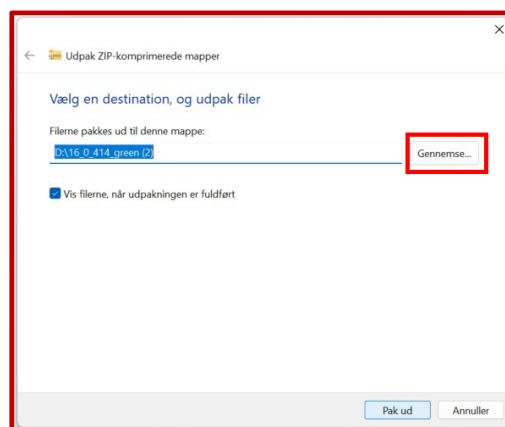 Udpak ZIP-komprimerede mapper
Vælg en destination, og udpak filer
Filerne pakkes ud til denne mappe:
D:\16_0_414_green (2)
Gennemse...
Vis filerne, når udpakningen er fuldført
Pak ud
Annuller